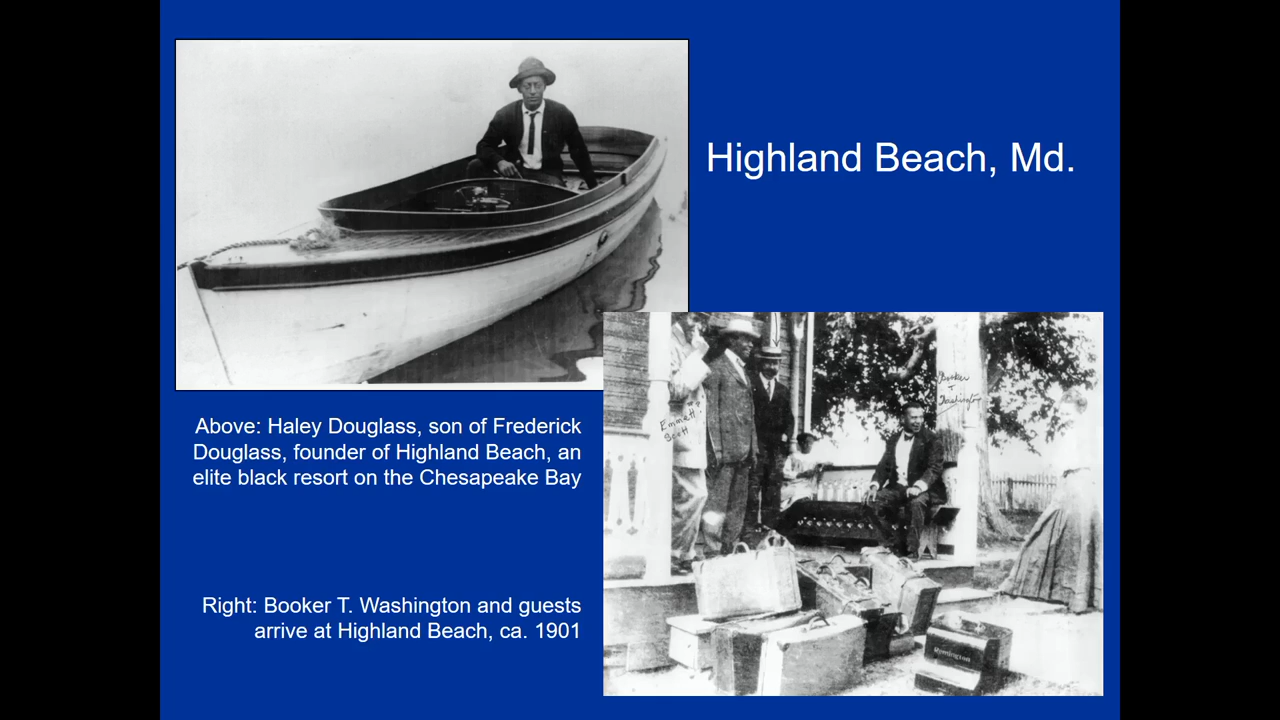 Highland Beach, Md.
Above: Haley Douglass, son of Frederick
Douglass, founder of Highland Beach, an
elite black resort on the Chesapeake Bay
Right: Booker T. Washington and guests
arrive at Highland Beach, ca. 1901
Emmett
Scott
Booker
T
Washington
Remington